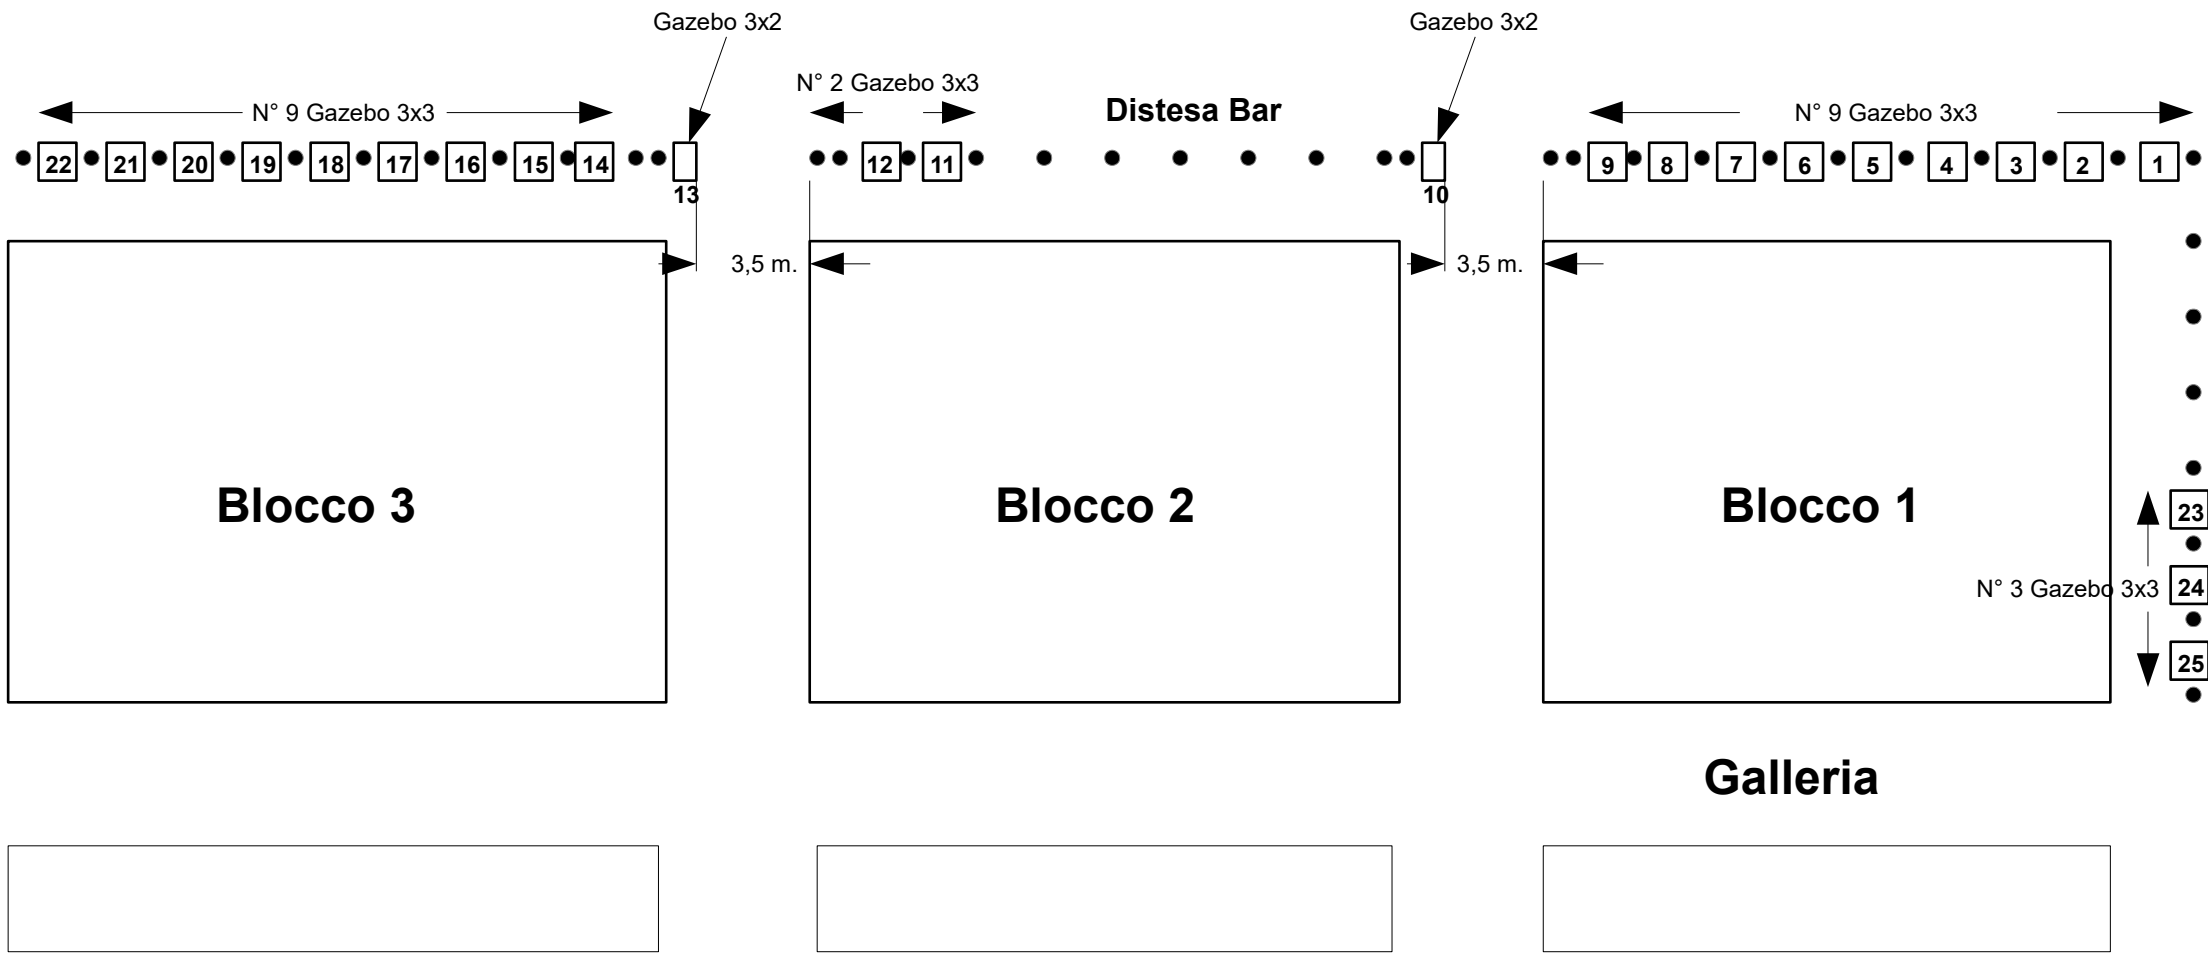 Gazebo 3x2
Gazebo 3x2
N° 9 Gazebo 3x3
N° 2 Gazebo 3x3
Distesa Bar
N° 9 Gazebo 3x3
22 21 20 19 18 17 16 15 14
13
12 11
10
9 8 7 6 5 4 3 2 1
3,5 m.
3,5 m.
Blocco 3
Blocco 2
Blocco 1
23
N° 3 Gazebo 3x3
24
25
Galleria